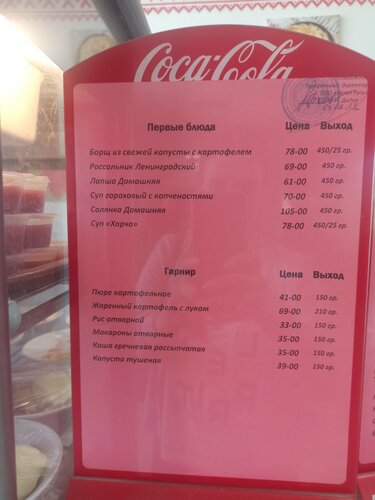 Coca-Cola
Первые блюда Цена Выход
Борщ из свежей капусты с картофелем 78-00 450/25 гр.
Рассольник Ленинградский 69-00 450 гр.
Лапша Домашняя 61-00 450 гр.
Суп гороховый с копченостями 70-00 450 гр.
Солянка Домашняя 105-00 450 гр.
Суп «Харчо» 78-00 450/25 гр.
Гарнир Цена Выход
Пюре картофельное 41-00 150 гр.
Жаренный картофель с луком 69-00 210 гр.
Рис отварной 33-00 150 гр.
Макароны отварные 35-00 150 гр.
Каша гречневая рассыпчатая 35-00 150 гр.
Капуста тушеная 39-00 150 гр.